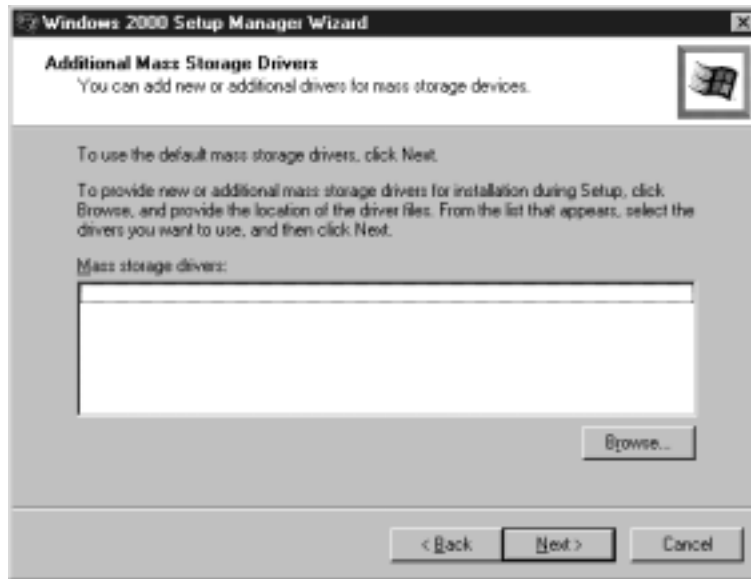 Windows 2000 Setup Manager Wizard
Additional Mass Storage Drivers
You can add new or additional drivers for mass storage devices.
To use the default mass storage drivers, click Next.
To provide new or additional mass storage drivers for installation during Setup, click
Browse, and provide the location of the driver files. From the list that appears, select the
drivers you want to use, and then click Next.
Mass storage drivers:
Browse...
< Back
Next >
Cancel